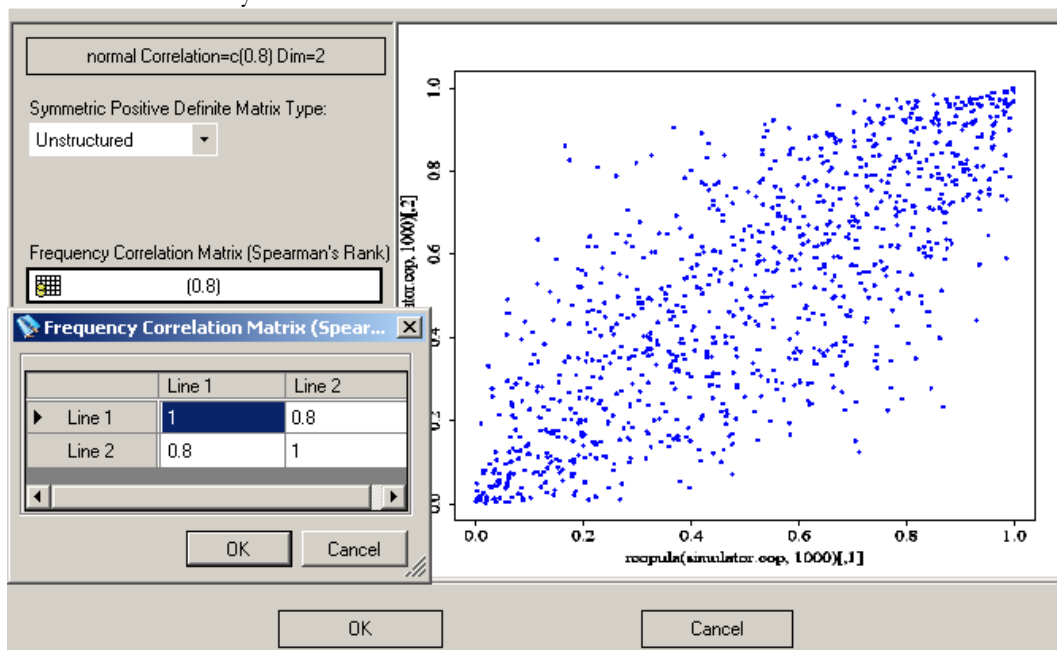 normal Correlation=c(0.8) Dim=2
Symmetric Positive Definite Matrix Type:
Unstructured
Frequency Correlation Matrix (Spearman's Rank)
(0.8)
Frequency Correlation Matrix (Spear...
Line 1 Line 2
Line 1 1 0.8
Line 2 0.8 1
OK Cancel
1.0
0.8
0.6
0.4
0.2
0.0
1000)[,2]
0.0 0.2 0.4 0.6 0.8 1.0
rcopula(simulator.cop, 1000)[,1]
OK Cancel